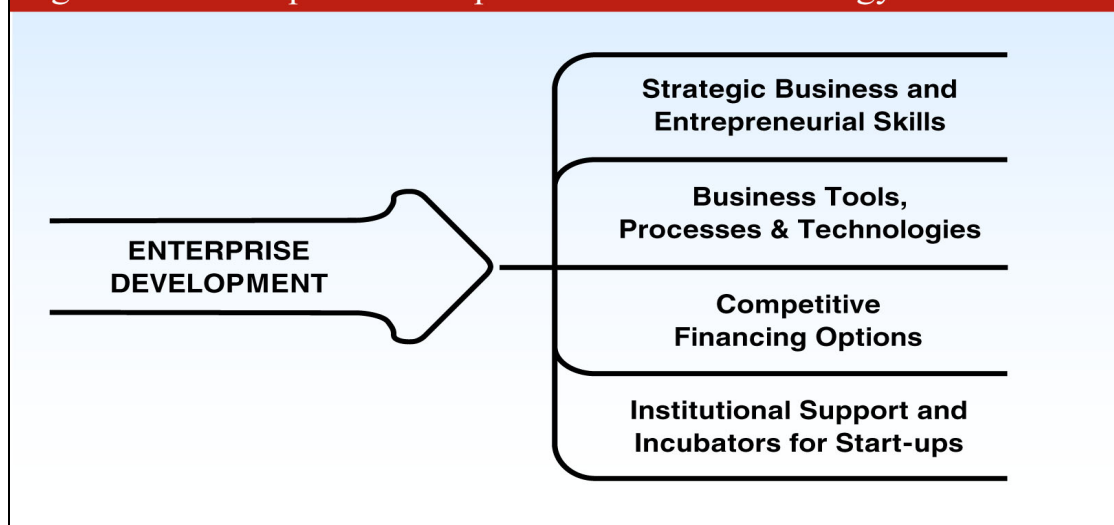 ENTERPRISE
DEVELOPMENT
Strategic Business and
Entrepreneurial Skills
Business Tools,
Processes & Technologies
Competitive
Financing Options
Institutional Support and
Incubators for Start-ups